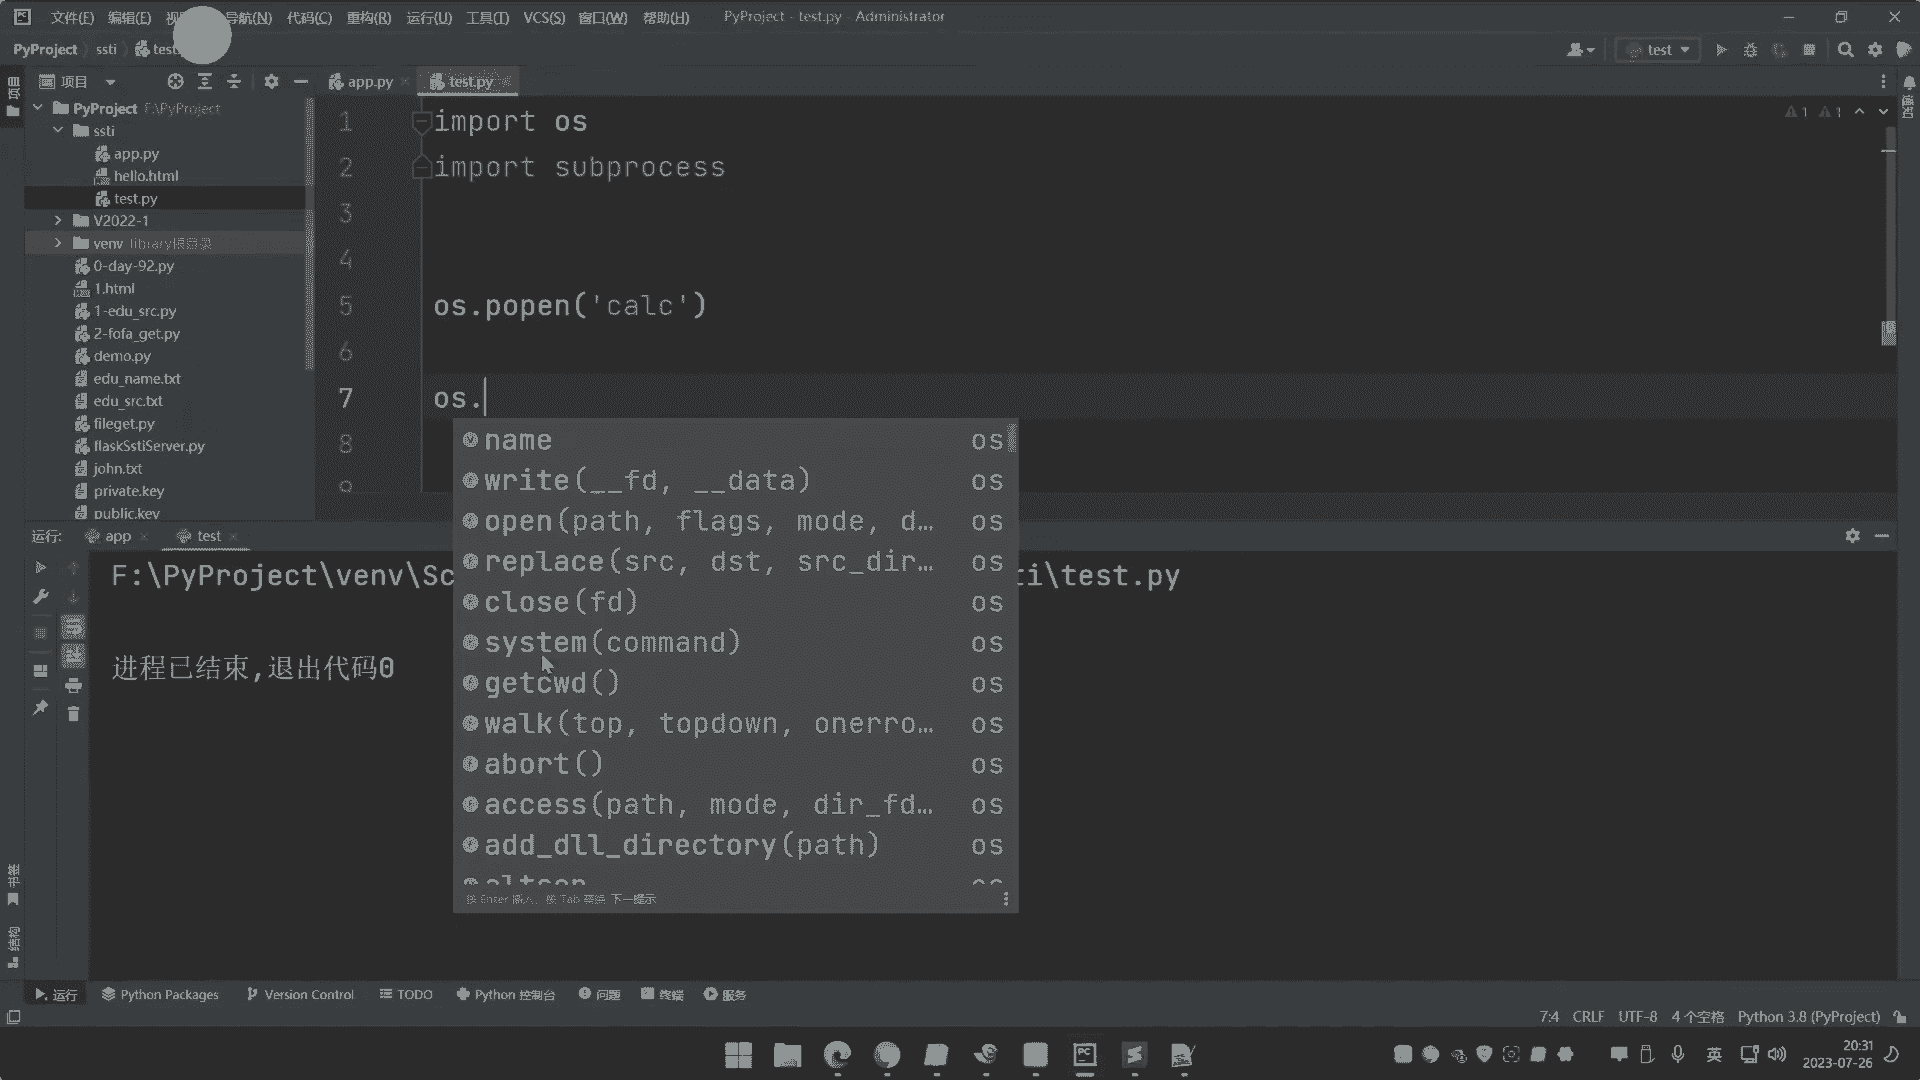 文件(F) 编辑(E) 导航(N) 代码(C) 重构(R) 运行(U) 工具(T) VCS(S) 窗口(W) 帮助(H) PyProject - test.py - Administrator
PyProject ssti test
test
项目 app.py test.py
PyProject F:\PyProject
ssti
app.py
hello.html
test.py
V2022-1
venv library根目录
0-day-92.py
1.html
1-edu_src.py
2-fofa_get.py
demo.py
edu_name.txt
edu_src.txt
fileget.py
flaskSstiServer.py
john.txt
private.key
public.key
1 import os
2 import subprocess
3
4
5 os.popen('calc')
6
7 os.
8
9
1 1
name os
write(__fd, __data) os
open(path, flags, mode, d… os
replace(src, dst, src_dir… os
close(fd) os
system(command) os
getcwd() os
walk(top, topdown, onerro… os
abort() os
access(path, mode, dir_fd… os
add_dll_directory(path) os
按 Enter 插入，按 Tab 替换 下一提示
运行: app test
F:\PyProject\venv\Sc ti\test.py
进程已结束,退出代码0
书签
结构
运行 Python Packages Version Control TODO Python 控制台 问题 终端 服务
7:4 CRLF UTF-8 4 个空格 Python 3.8 (PyProject)
PC
英
20:31
2023-07-26